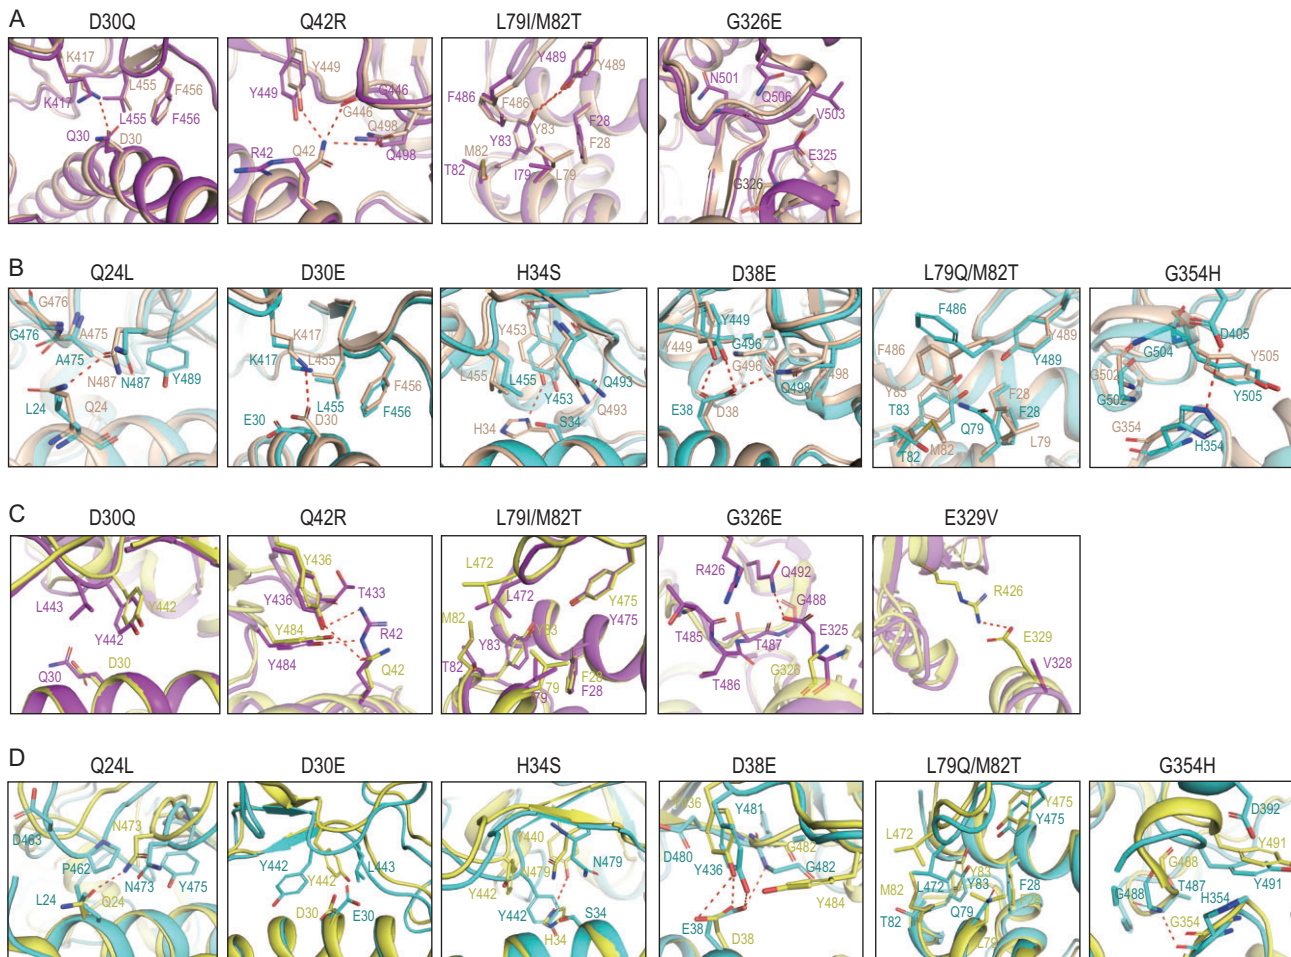 A
D30Q
Q42R
L79I/M82T
G326E
K417
L455
F456
K417
L455
F456
Q30
D30
Y449
Y449
G446
G446
Q498
R42
Q42
Q498
Y489
Y489
F486
F486
F28
Y83
Y83
M82
F28
T82
I79
L79
N501
Q506
V503
E325
G326
B
Q24L
D30E
H34S
D38E
L79Q/M82T
G354H
G476
G476
A475
A475
N487
N487
Y489
L24
Q24
K417
K417
L455
F456
L455
F456
E30
D30
Y453
L455
L455
Q493
Y453
Q493
H34
S34
Y449
Y449
G496
G496
Q498
Q498
E38
D38
F486
F486
Y489
Y489
Y83
F28
T83
F28
Q79
L79
M82
T82
D405
G504
Y505
G502
G502
Y505
G354
H354
C
D30Q
Q42R
L79I/M82T
G326E
E329V
L443
Y442
Y442
Q30
D30
Y436
T433
Y436
Y484
R42
Y484
Q42
L472
L472
Y475
M82
Y83
Y83
Y475
T82
F28
F28
R426
Q492
G488
T485
T487
E325
G326
T486
R426
E329
V328
D
Q24L
D30E
H34S
D38E
L79Q/M82T
G354H
N473
D463
P462
N473
Y475
L24
Q24
Y442
Y442
L443
D30
E30
Y440
N479
N479
Y442
Y442
S34
H34
Y436
Y481
G482
D480
Y436
G482
Y484
E38
D38
Y475
Y475
L472
Y83
M82
L472
Y83
F28
F28
T82
Q79
L79
D392
Y491
G488
Y491
G488
T487
H354
G354